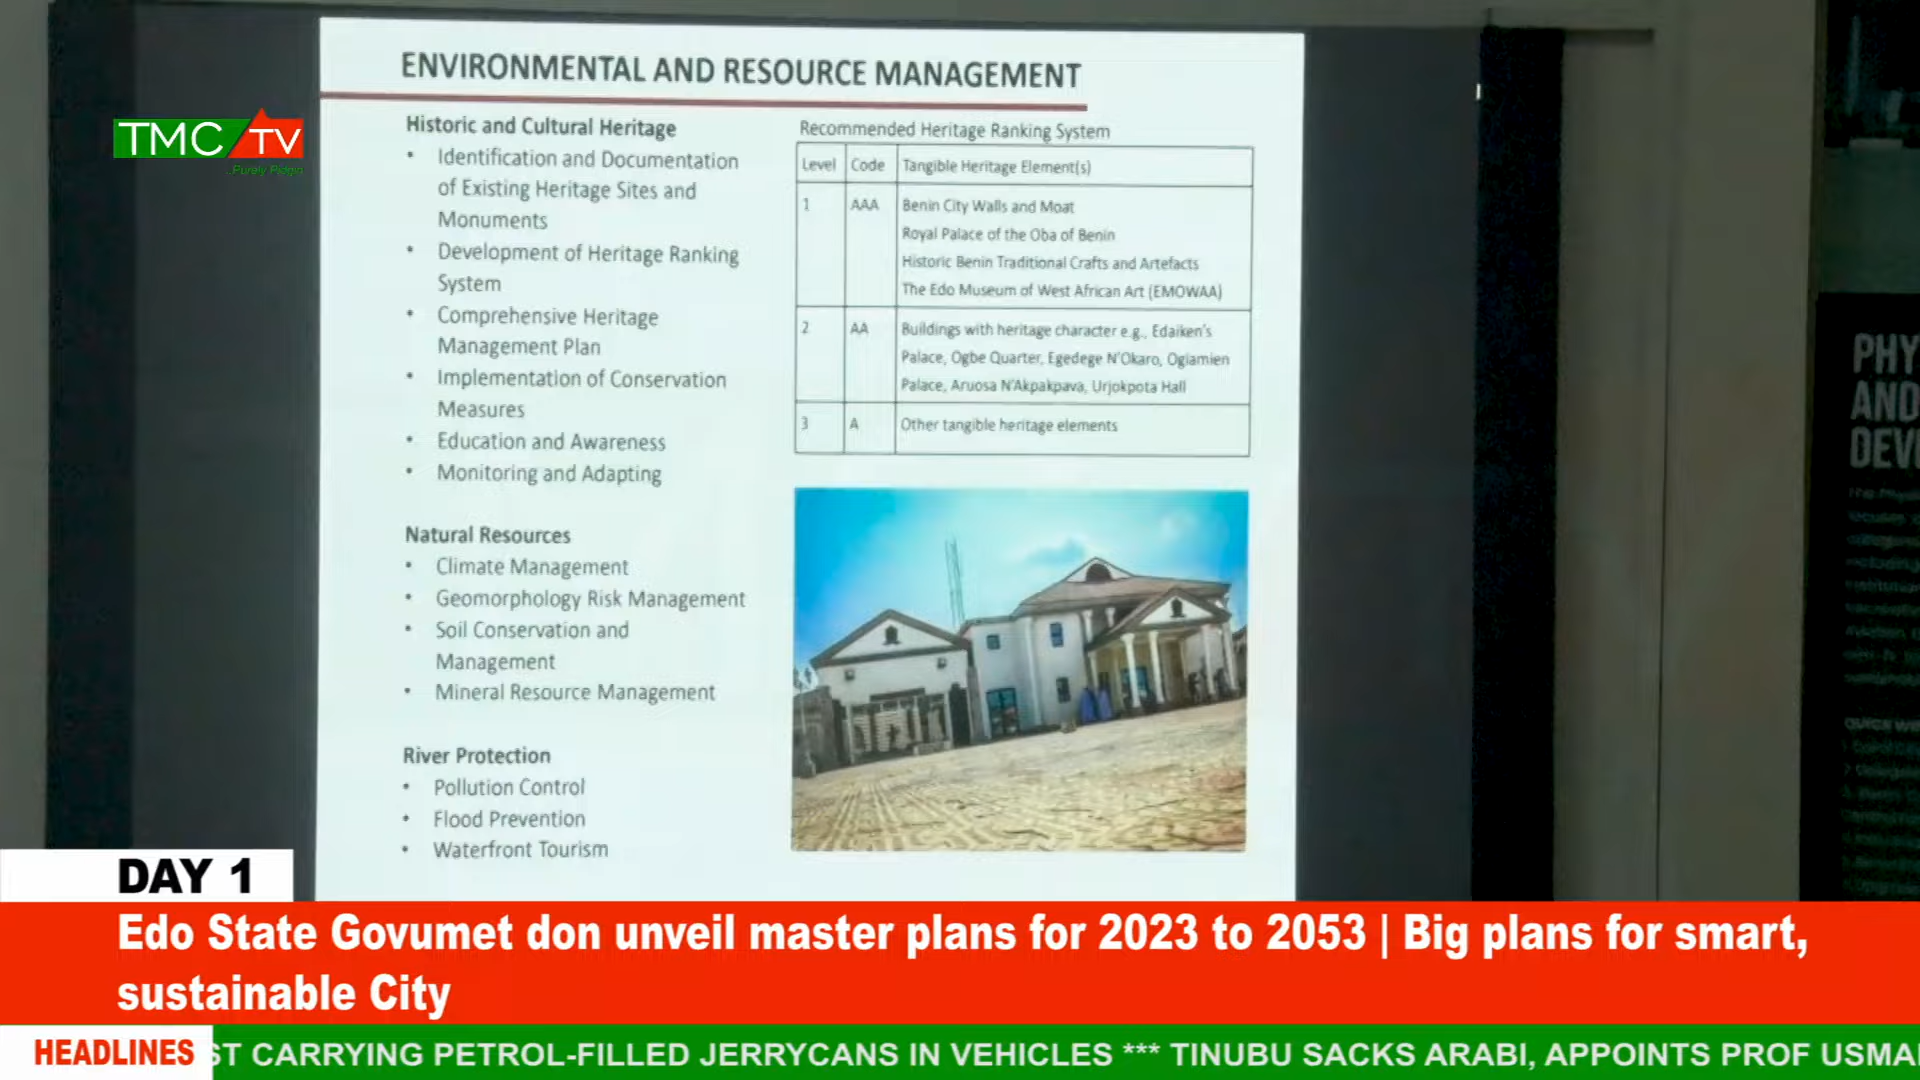 ENVIRONMENTAL AND RESOURCE MANAGEMENT
TMC TV
..Purely Pidgin
Historic and Cultural Heritage
• Identification and Documentation
of Existing Heritage Sites and
Monuments
• Development of Heritage Ranking
System
• Comprehensive Heritage
Management Plan
• Implementation of Conservation
Measures
• Education and Awareness
• Monitoring and Adapting
Natural Resources
• Climate Management
• Geomorphology Risk Management
• Soil Conservation and
Management
• Mineral Resource Management
River Protection
• Pollution Control
• Flood Prevention
• Waterfront Tourism
Recommended Heritage Ranking System
Level Code Tangible Heritage Element(s)
1 AAA Benin City Walls and Moat
Royal Palace of the Oba of Benin
Historic Benin Traditional Crafts and Artefacts
The Edo Museum of West African Art (EMOWAA)
2 AA Buildings with heritage character e.g., Edaiken's
Palace, Ogbe Quarter, Egedege N'Okaro, Ogiamien
Palace, Aruosa N'Akpakpava, Urjokpota Hall
3 A Other tangible heritage elements
PHY
AND
DEV
DAY 1
Edo State Govumet don unveil master plans for 2023 to 2053 | Big plans for smart,
sustainable City
HEADLINES ST CARRYING PETROL-FILLED JERRYCANS IN VEHICLES *** TINUBU SACKS ARABI, APPOINTS PROF USMA